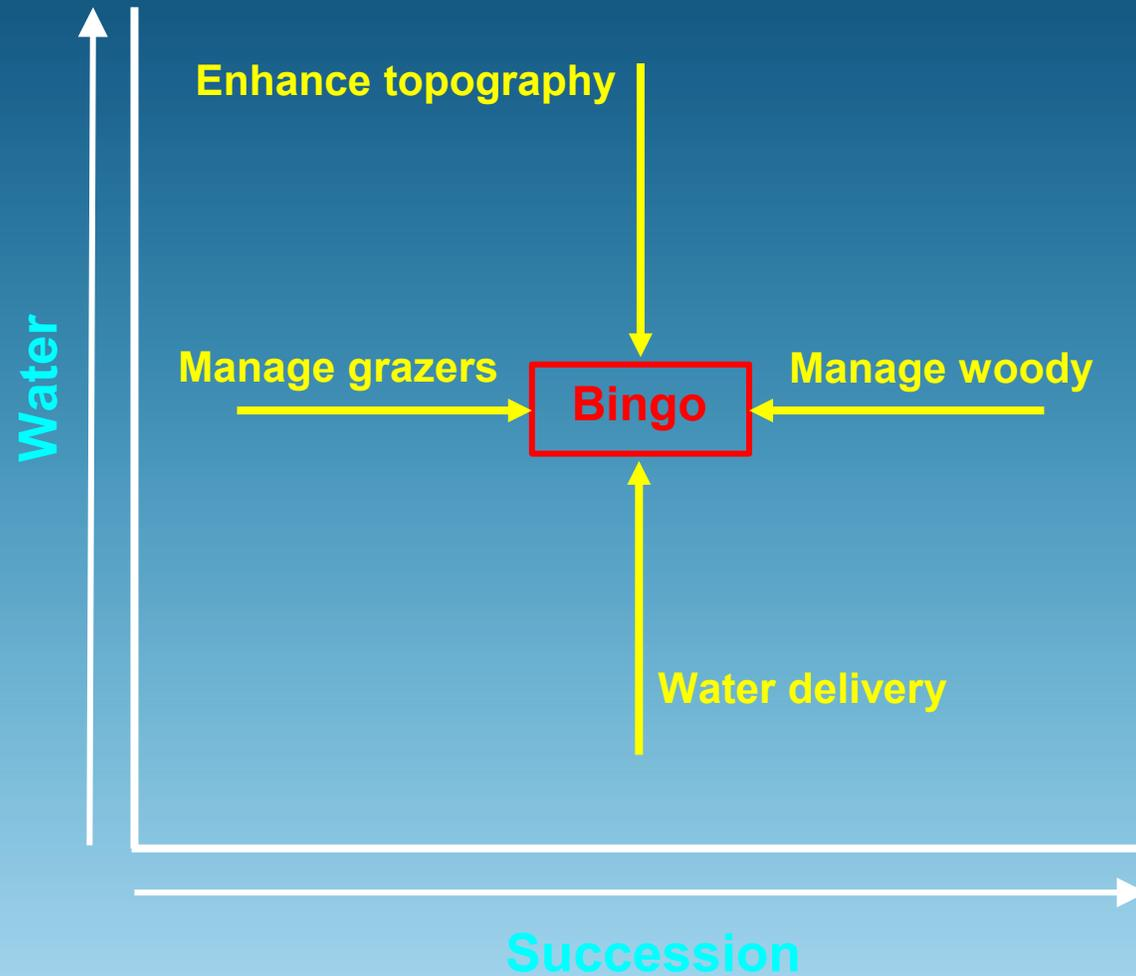 Enhance topography
Water
Manage grazers
Bingo
Manage woody
Water delivery
Succession